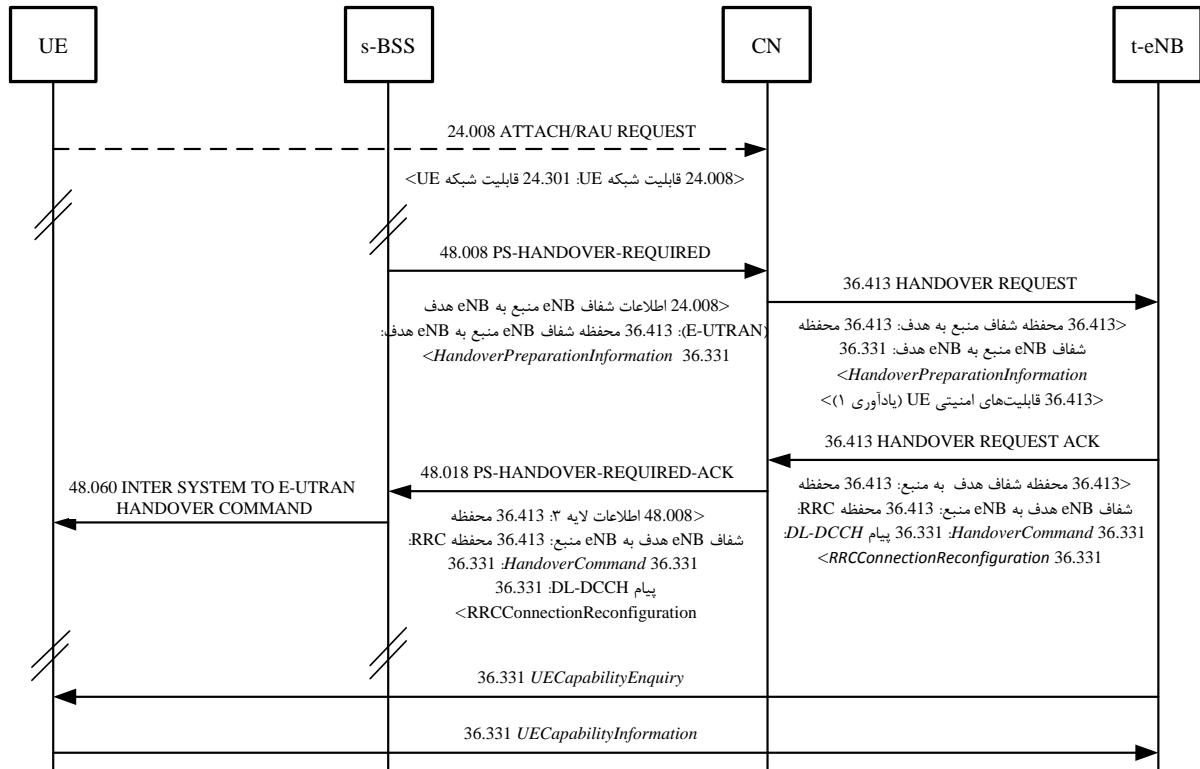 UE
s-BSS
CN
t-eNB
24.008 ATTACH/RAU REQUEST
<24.008 قابلیت شبکه UE: 24.301 قابلیت شبکه UE>
48.008 PS-HANDOVER-REQUIRED
<24.008 اطلاعات شفاف eNB منبع به eNB هدف
(E-UTRAN): 36.413 محفظه شفاف eNB منبع به eNB هدف:
36.331 HandoverPreparationInformation>
36.413 HANDOVER REQUEST
<36.413 محفظه شفاف منبع به هدف: 36.413 محفظه
شفاف eNB منبع به eNB هدف: 36.331
HandoverPreparationInformation>
<36.413 قابلیت‌های امنیتی UE (یادآوری ۱)>
36.413 HANDOVER REQUEST ACK
<36.413 محفظه شفاف هدف به منبع: 36.413 محفظه
شفاف eNB هدف به eNB منبع: 36.413 محفظه RRC:
36.331 HandoverCommand: 36.331 پیام DL-DCCH:
36.331 RRCConnectionReconfiguration>
48.018 PS-HANDOVER-REQUIRED-ACK
<48.008 اطلاعات لایه ۳: 36.413 محفظه
شفاف eNB هدف به eNB منبع: 36.413 محفظه RRC:
36.331 HandoverCommand: 36.331
پیام DL-DCCH: 36.331
RRCConnectionReconfiguration>
48.060 INTER SYSTEM TO E-UTRAN
HANDOVER COMMAND
36.331 UECapabilityEnquiry
36.331 UECapabilityInformation